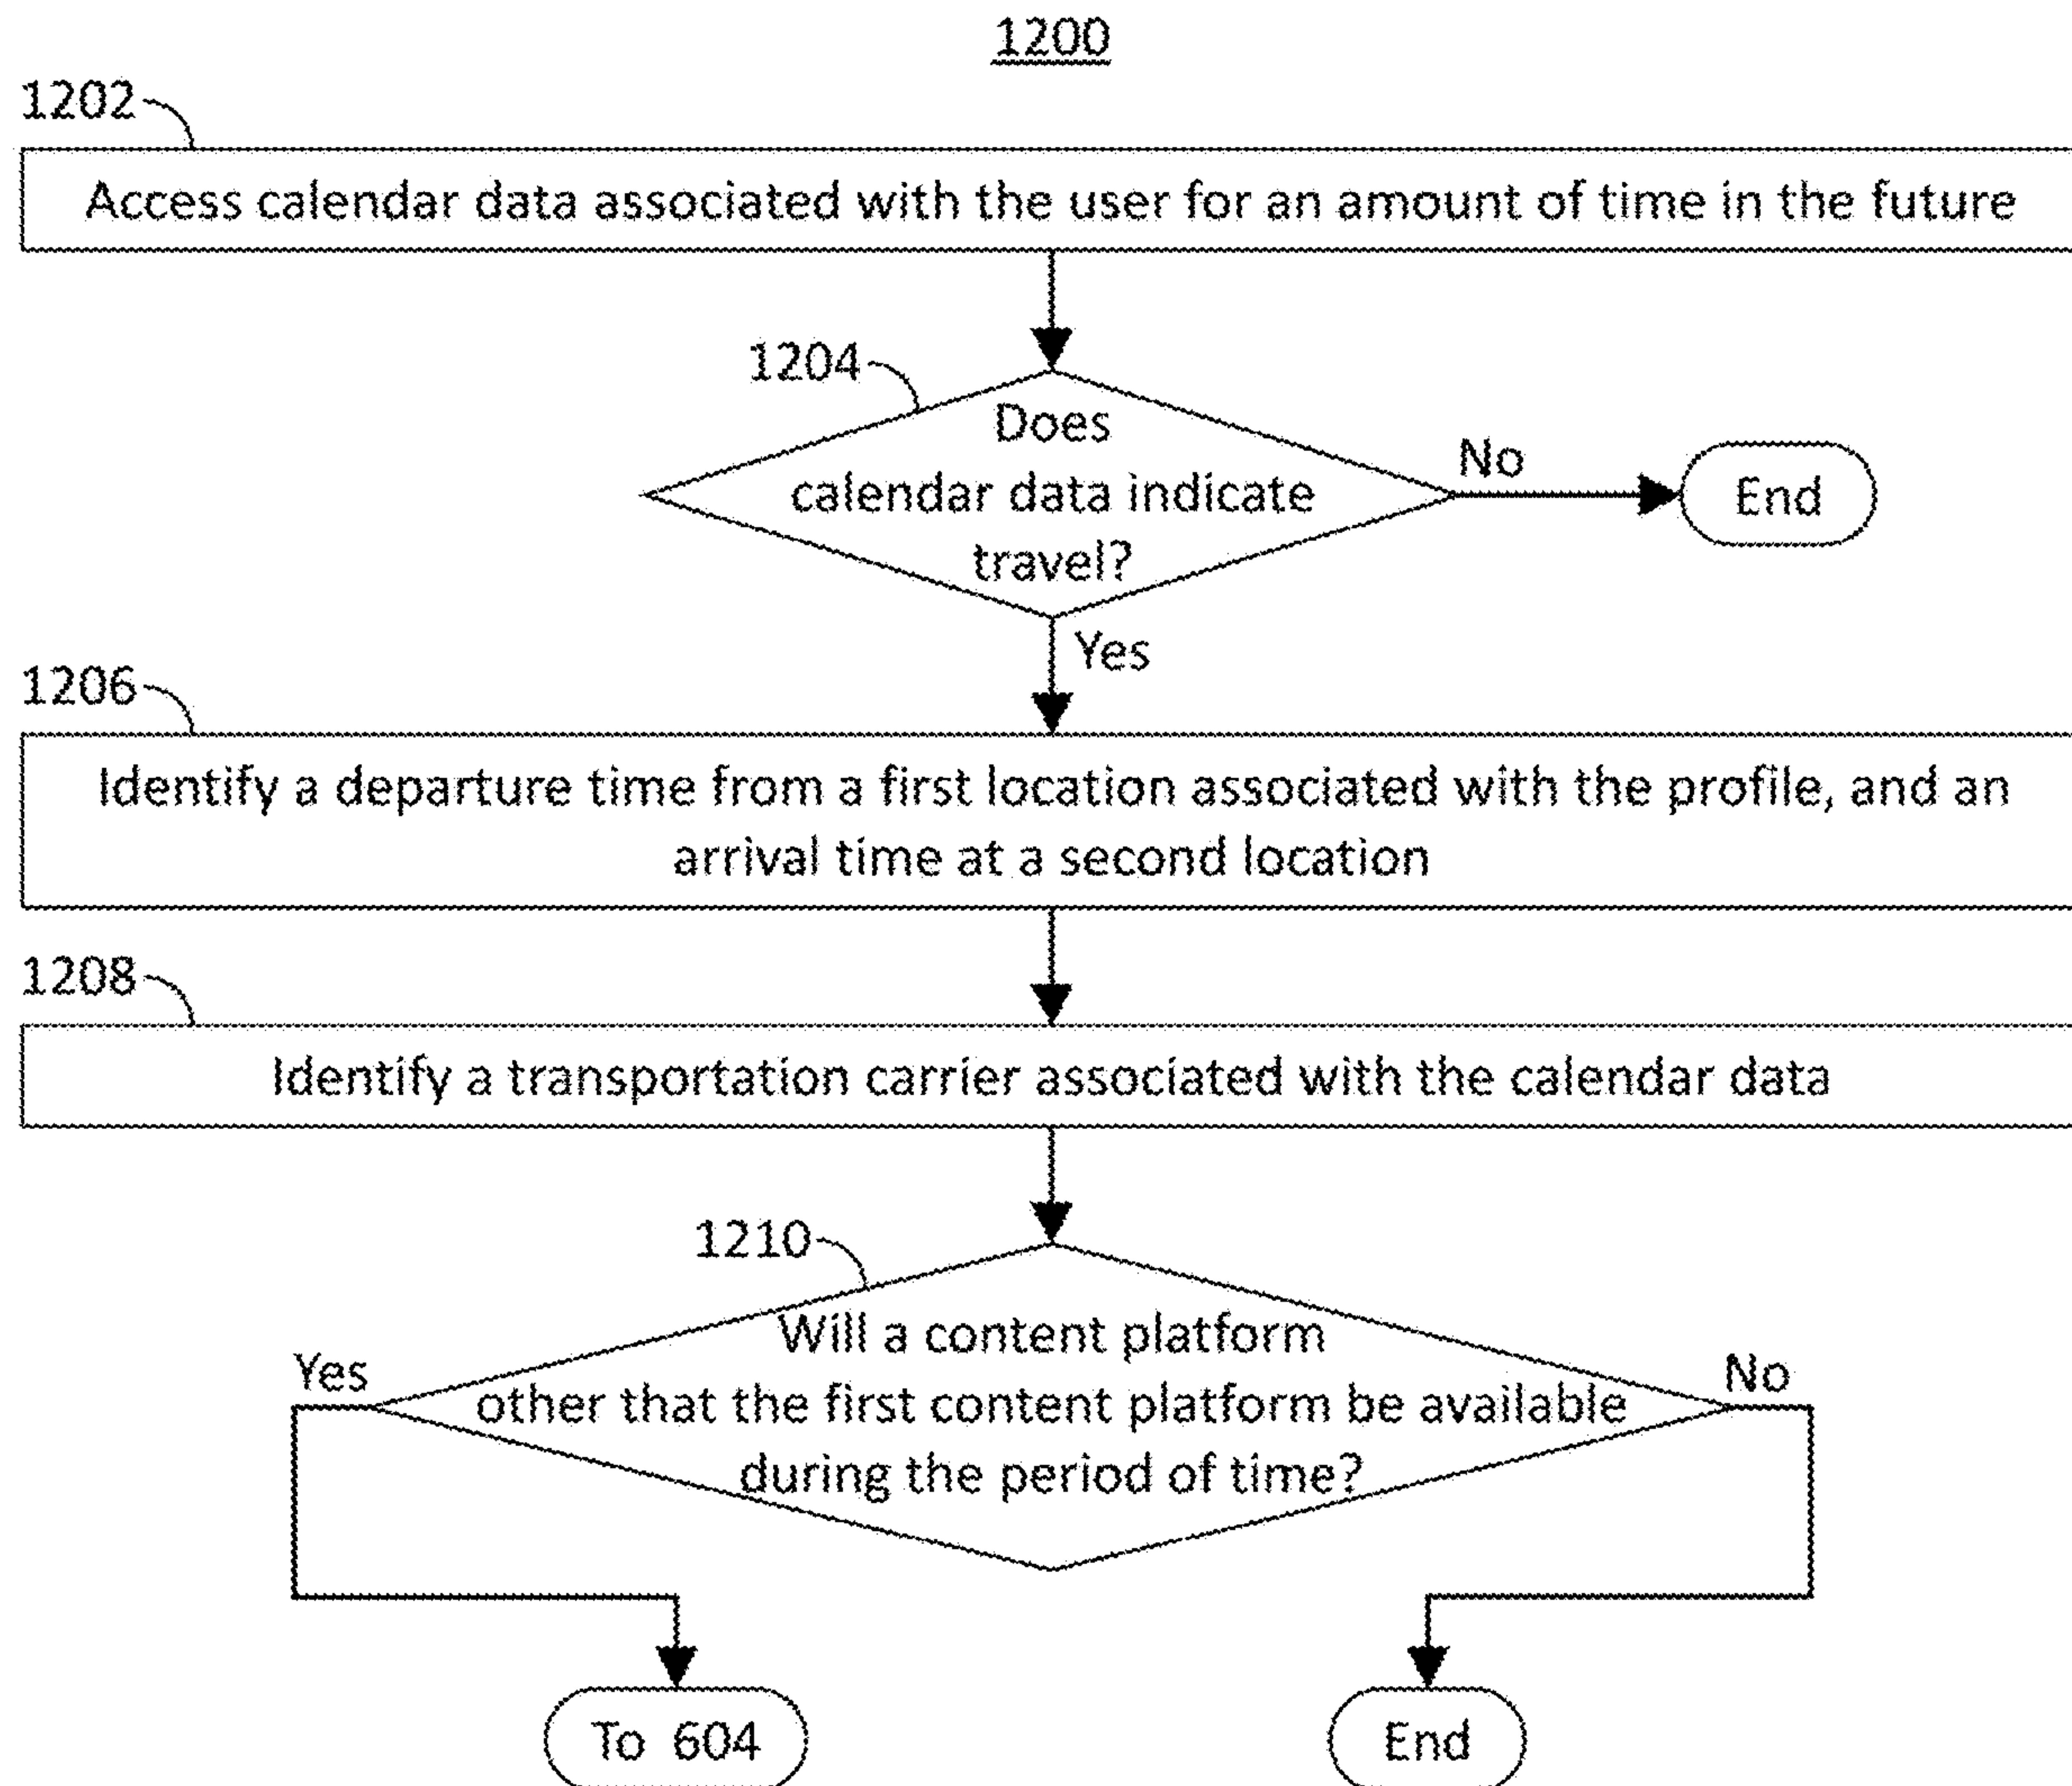 1200
1202
Access calendar data associated with the user for an amount of time in the future
1204
Does
calendar data indicate
travel?
No
End
Yes
1206
Identify a departure time from a first location associated with the profile, and an
arrival time at a second location
1208
Identify a transportation carrier associated with the calendar data
1210
Will a content platform
other that the first content platform be available
during the period of time?
Yes
No
To 604
End